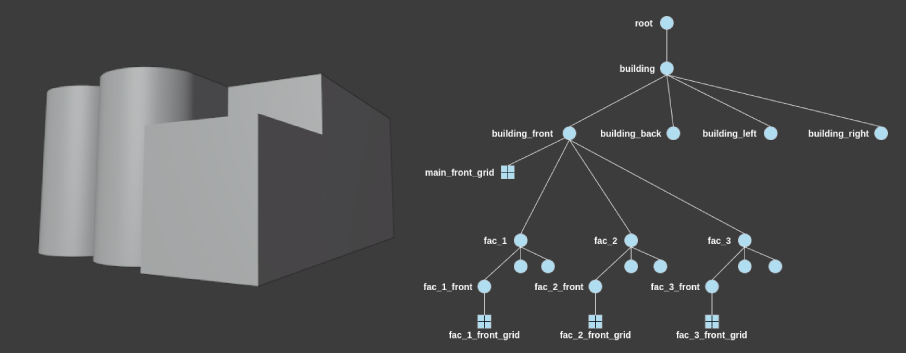 root
building
building_front
building_back
building_left
building_right
main_front_grid
fac_1
fac_2
fac_3
fac_1_front
fac_2_front
fac_3_front
fac_1_front_grid
fac_2_front_grid
fac_3_front_grid